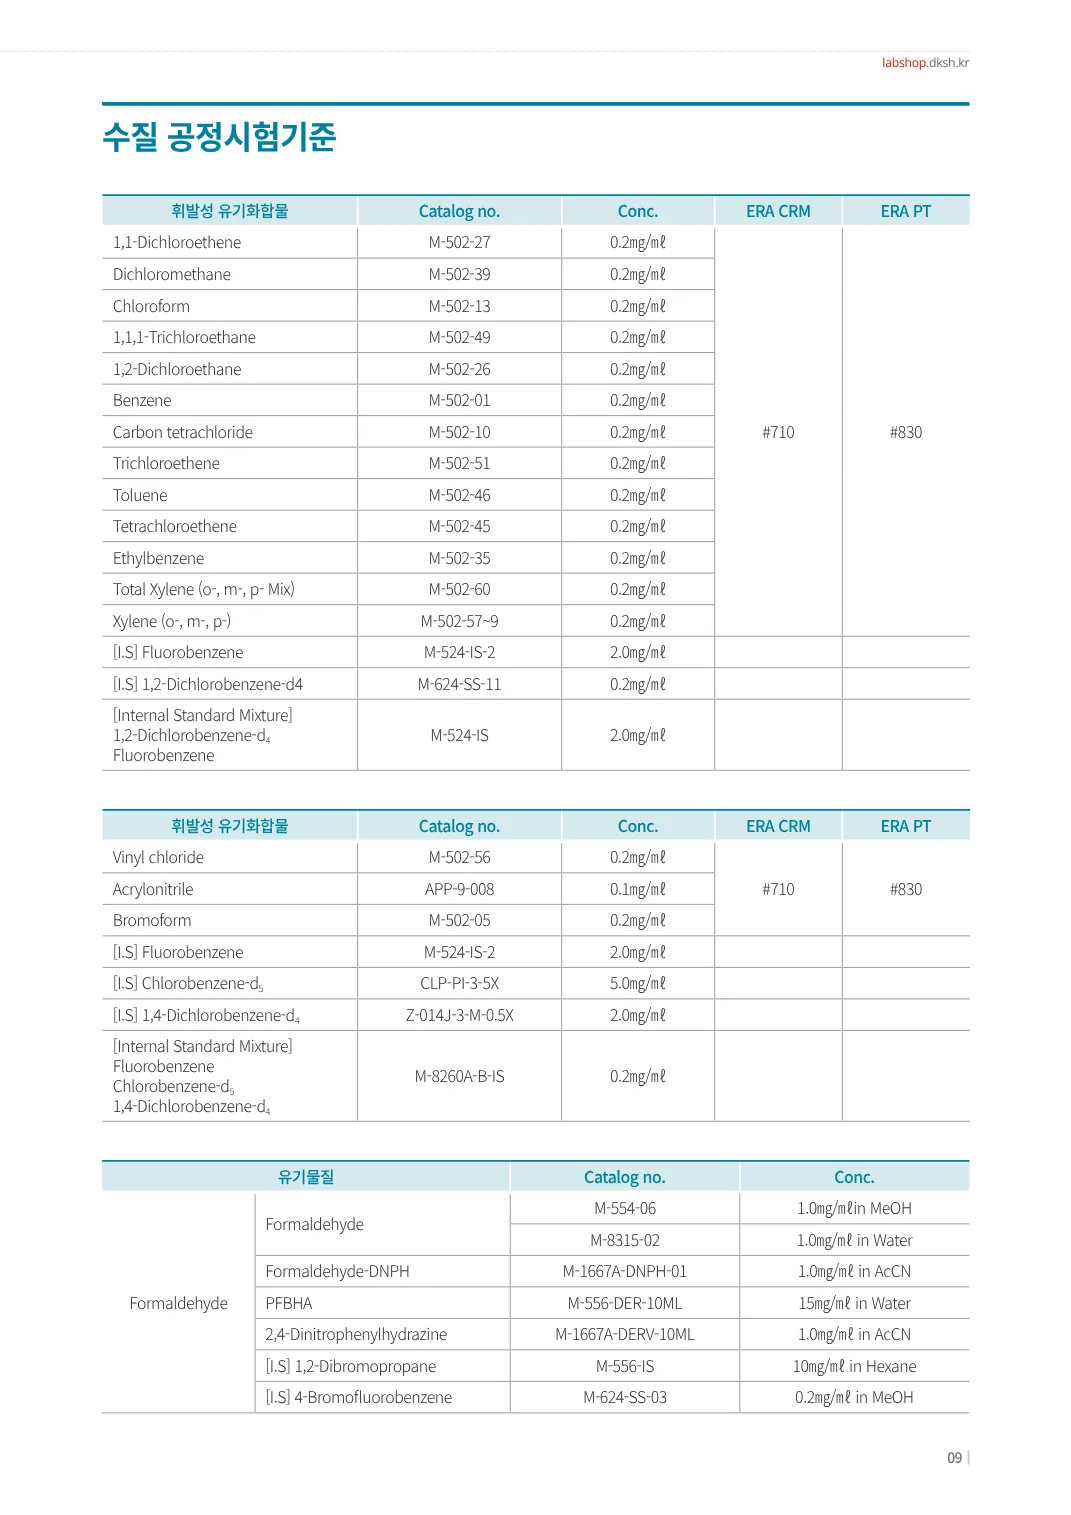 labshop.dksh.kr
수질 공정시험기준
휘발성 유기화합물 Catalog no. Conc. ERA CRM ERA PT
1,1-Dichloroethene M-502-27 0.2㎎/㎖
Dichloromethane M-502-39 0.2㎎/㎖
Chloroform M-502-13 0.2㎎/㎖
1,1,1-Trichloroethane M-502-49 0.2㎎/㎖
1,2-Dichloroethane M-502-26 0.2㎎/㎖
Benzene M-502-01 0.2㎎/㎖
Carbon tetrachloride M-502-10 0.2㎎/㎖ #710 #830
Trichloroethene M-502-51 0.2㎎/㎖
Toluene M-502-46 0.2㎎/㎖
Tetrachloroethene M-502-45 0.2㎎/㎖
Ethylbenzene M-502-35 0.2㎎/㎖
Total Xylene (o-, m-, p- Mix) M-502-60 0.2㎎/㎖
Xylene (o-, m-, p-) M-502-57~9 0.2㎎/㎖
[I.S] Fluorobenzene M-524-IS-2 2.0㎎/㎖
[I.S] 1,2-Dichlorobenzene-d4 M-624-SS-11 0.2㎎/㎖
[Internal Standard Mixture]
1,2-Dichlorobenzene-d₄ M-524-IS 2.0㎎/㎖
Fluorobenzene
휘발성 유기화합물 Catalog no. Conc. ERA CRM ERA PT
Vinyl chloride M-502-56 0.2㎎/㎖
Acrylonitrile APP-9-008 0.1㎎/㎖ #710 #830
Bromoform M-502-05 0.2㎎/㎖
[I.S] Fluorobenzene M-524-IS-2 2.0㎎/㎖
[I.S] Chlorobenzene-d₅ CLP-PI-3-5X 5.0㎎/㎖
[I.S] 1,4-Dichlorobenzene-d₄ Z-014J-3-M-0.5X 2.0㎎/㎖
[Internal Standard Mixture]
Fluorobenzene
Chlorobenzene-d₅ M-8260A-B-IS 0.2㎎/㎖
1,4-Dichlorobenzene-d₄
유기물질 Catalog no. Conc.
Formaldehyde M-554-06 1.0㎎/㎖in MeOH
M-8315-02 1.0㎎/㎖ in Water
Formaldehyde-DNPH M-1667A-DNPH-01 1.0㎎/㎖ in AcCN
Formaldehyde PFBHA M-556-DER-10ML 15㎎/㎖ in Water
2,4-Dinitrophenylhydrazine M-1667A-DERV-10ML 1.0㎎/㎖ in AcCN
[I.S] 1,2-Dibromopropane M-556-IS 10㎎/㎖ in Hexane
[I.S] 4-Bromofluorobenzene M-624-SS-03 0.2㎎/㎖ in MeOH
09